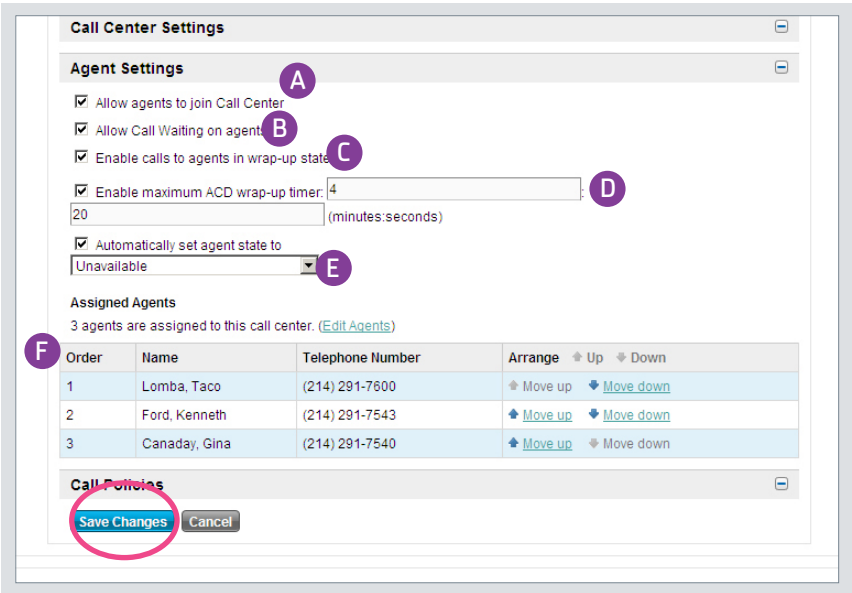 Call Center Settings
Agent Settings
A
Allow agents to join Call Center
Allow Call Waiting on agents
B
Enable calls to agents in wrap-up state
C
Enable maximum ACD wrap-up timer: 4 : D
20 (minutes:seconds)
Automatically set agent state to
Unavailable E
Assigned Agents
3 agents are assigned to this call center. (Edit Agents)
F
Order Name Telephone Number Arrange Up Down
1 Lomba, Taco (214) 291-7600 Move up Move down
2 Ford, Kenneth (214) 291-7543 Move up Move down
3 Canaday, Gina (214) 291-7540 Move up Move down
Call Policies
Save Changes Cancel